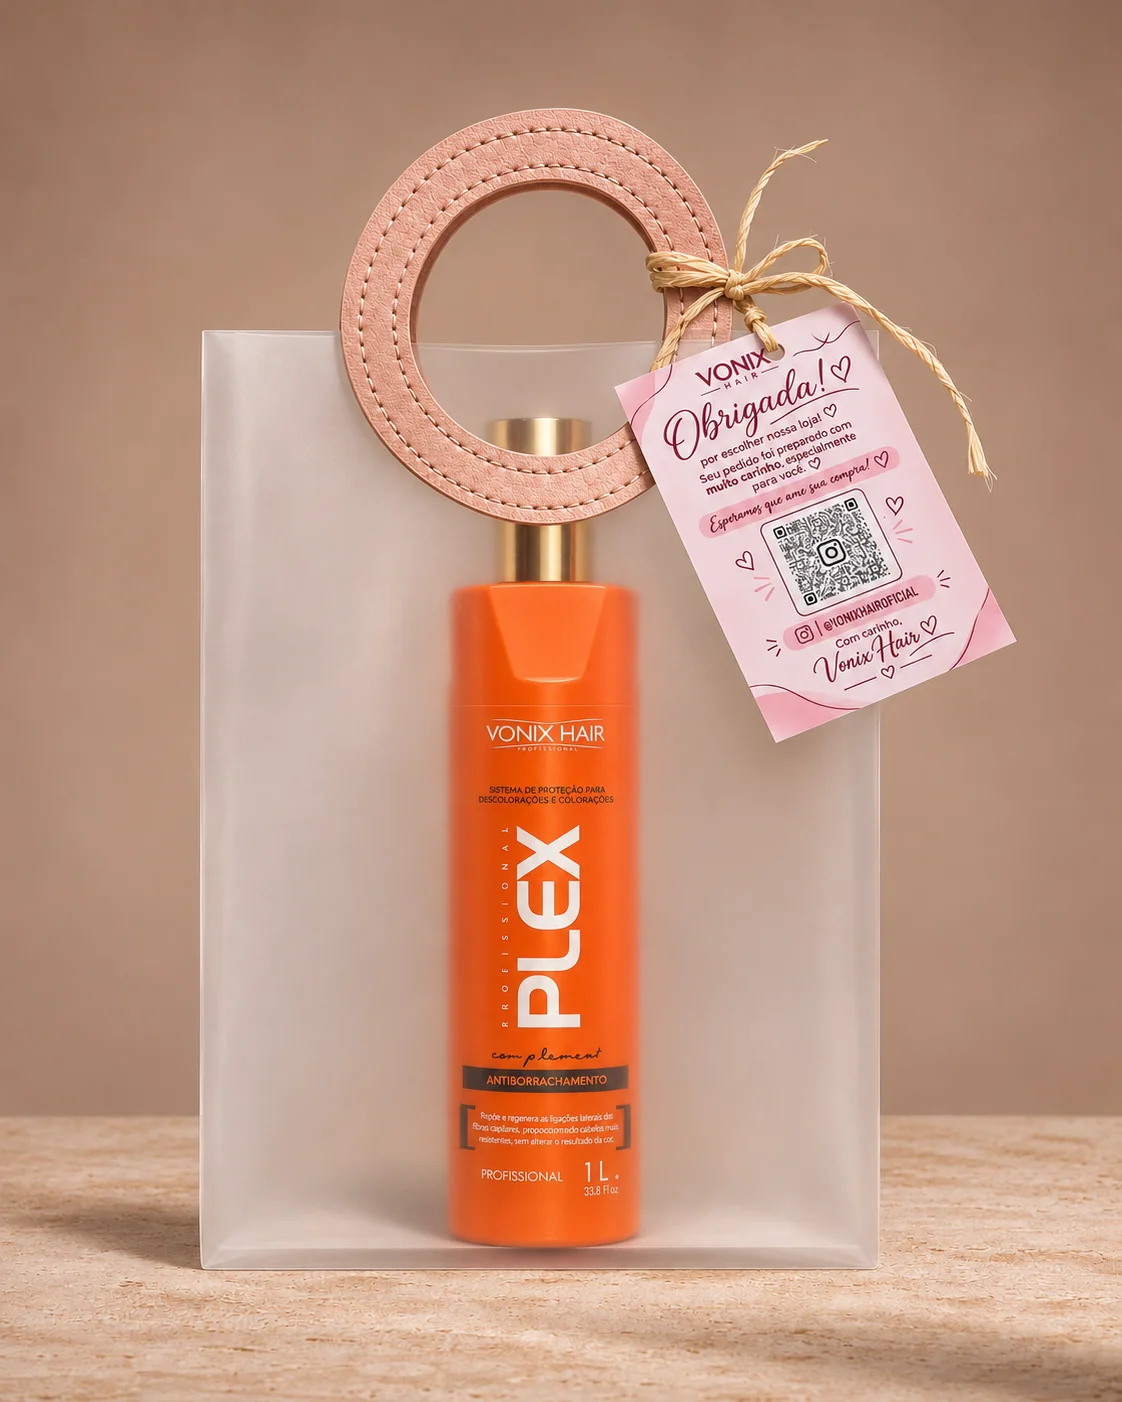 VONIX
HAIR
Obrigada!
por escolher nossa loja!
Seu pedido foi preparado com
muito carinho, especialmente
para você.
Esperamos que ame sua compra!
@VONIXHAIROFICIAL
Com carinho,
Vonix Hair
VONIX HAIR
PROFISSIONAL
SISTEMA DE PROTEÇÃO PARA
DESCOLORAÇÕES E COLORAÇÕES
PROFISSIONAL
PLEX
complement
ANTIBORRACHAMENTO
Repõe e regenera as ligações laterais das
fibras capilares, proporcionando cabelos mais
resistentes, sem alterar o resultado da cor.
PROFISSIONAL
1 L.
33.8 Fl oz